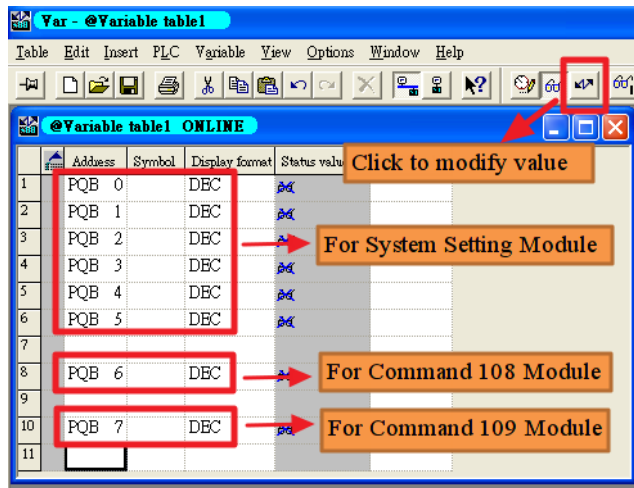 Var - @Variable table1
Table Edit Insert PLC Variable View Options Window Help
@Variable table1 ONLINE
Address Symbol Display format Status value
Click to modify value
1 PQB 0 DEC
2 PQB 1 DEC
3 PQB 2 DEC
For System Setting Module
4 PQB 3 DEC
5 PQB 4 DEC
6 PQB 5 DEC
7
8 PQB 6 DEC
For Command 108 Module
9
10 PQB 7 DEC
For Command 109 Module
11